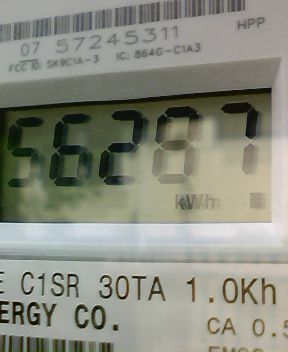 HPP
07 57245311
FCC ID: SK9C1A-3 IC: 864G-C1A3
56287
kWh
E C1SR 30TA 1.0Kh
ERGY CO.
CA 0.5